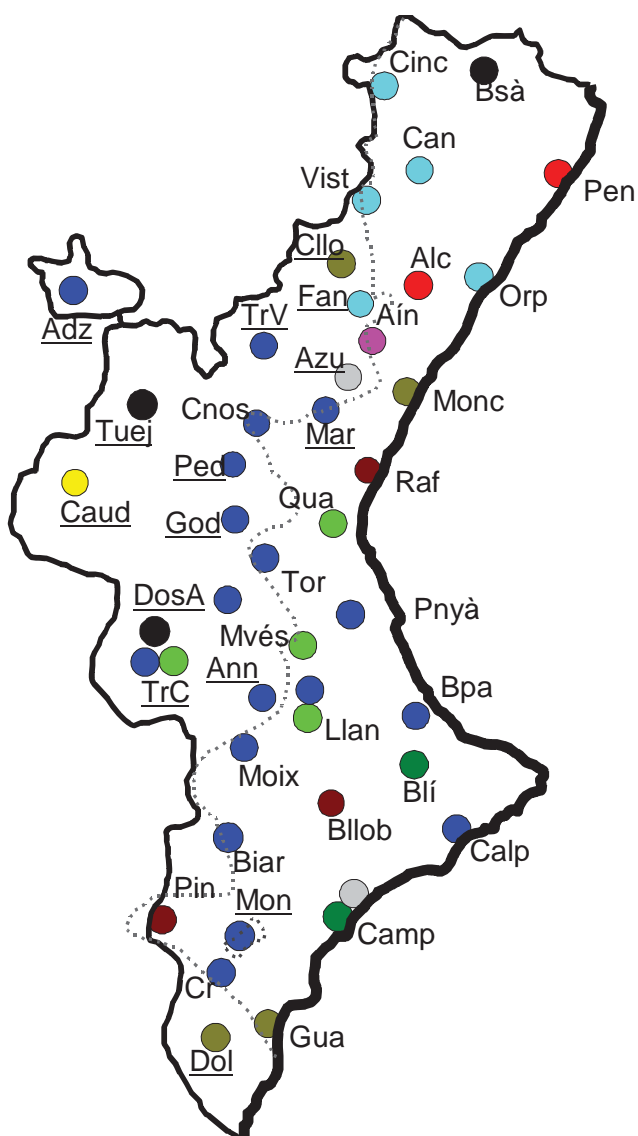 Cinc
Bsà
Can
Vist
Pen
Cllo
Alc
Orp
Fan
Aín
Adz
TrV
Azu
Monc
Cnos
Mar
Tuej
Ped
Raf
Caud
Qua
God
Tor
DosA
Pnyà
Mvés
Ann
TrC
Bpa
Llan
Moix
Blí
Bllob
Calp
Biar
Pin
Mon
Camp
Cr
Gua
Dol